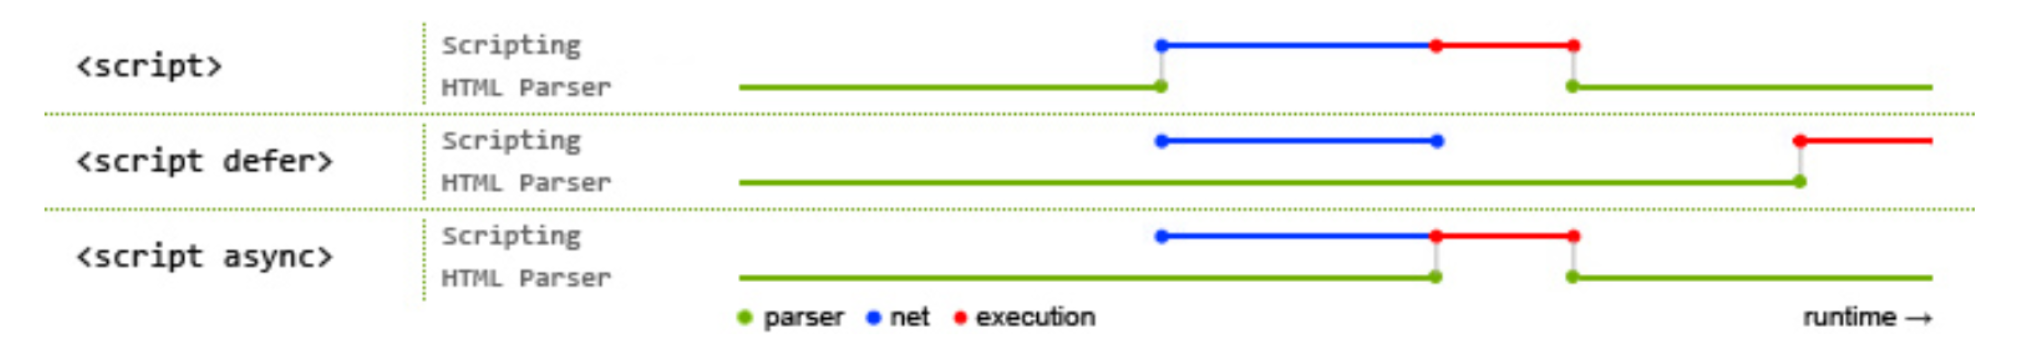 <script>
Scripting
HTML Parser
<script defer>
Scripting
HTML Parser
<script async>
Scripting
HTML Parser
parser net execution
runtime →